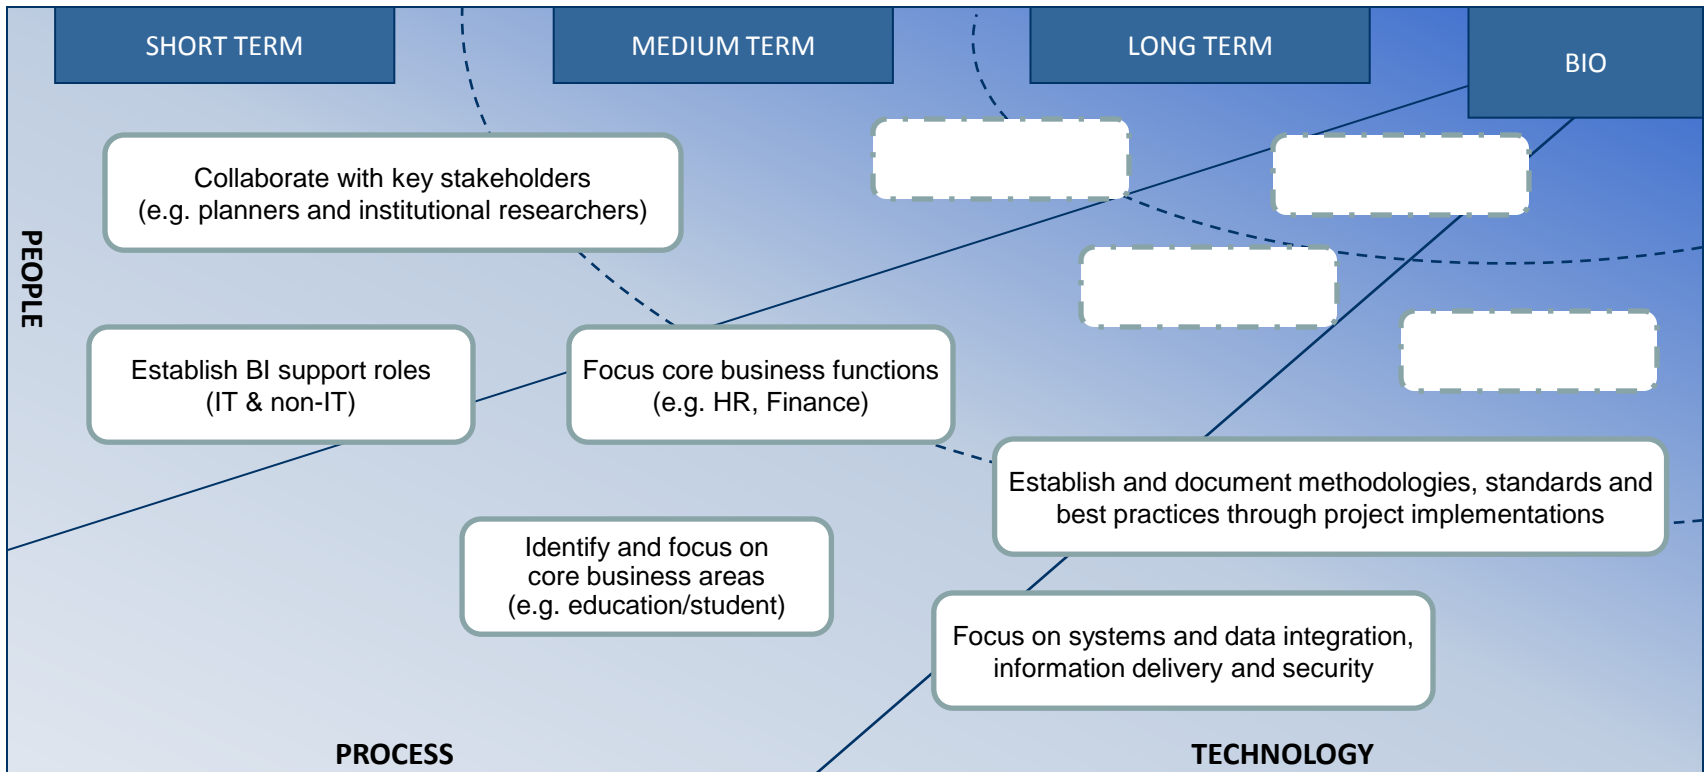 SHORT TERM
MEDIUM TERM
LONG TERM
BIO
Collaborate with key stakeholders
(e.g. planners and institutional researchers)
PEOPLE
Establish BI support roles
(IT & non-IT)
Focus core business functions
(e.g. HR, Finance)
Establish and document methodologies, standards and
best practices through project implementations
Identify and focus on
core business areas
(e.g. education/student)
Focus on systems and data integration,
information delivery and security
PROCESS
TECHNOLOGY